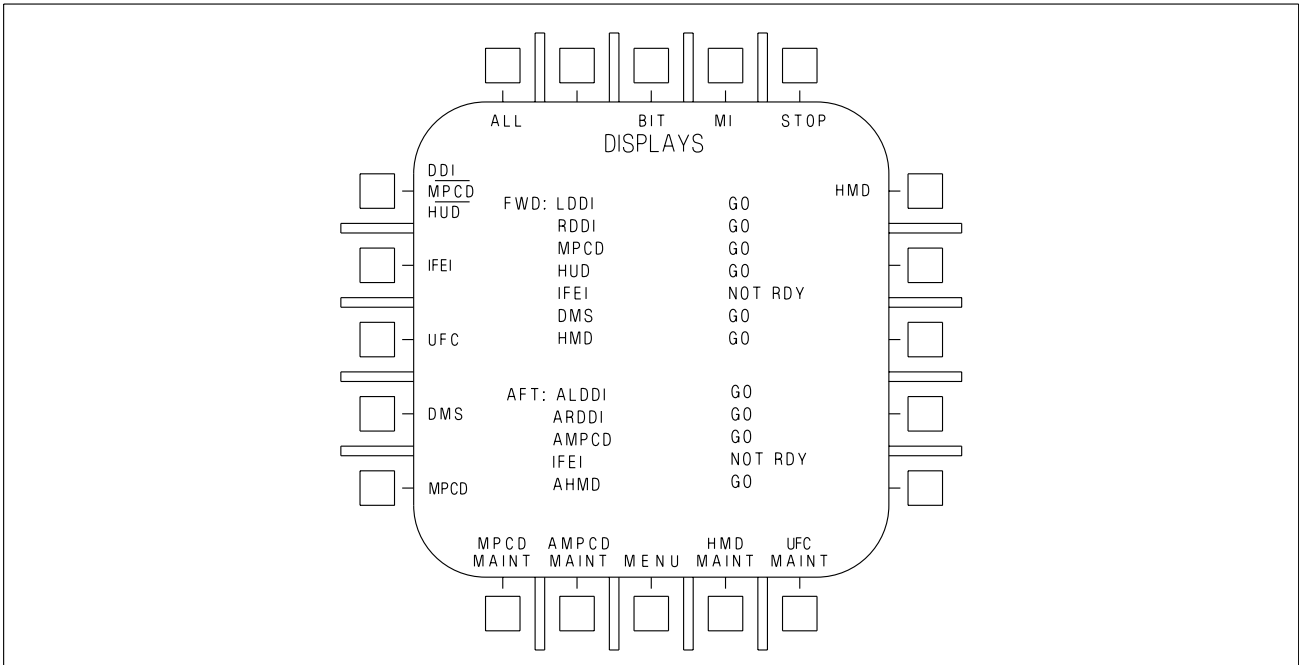 ALL BIT MI STOP
DISPLAYS
DDI
MPCD
HUD
HMD
IFEI
UFC
DMS
MPCD
FWD: LDDI GO
RDDI GO
MPCD GO
HUD GO
IFEI NOT RDY
DMS GO
HMD GO
AFT: ALDDI GO
ARDDI GO
AMPCD GO
IFEI NOT RDY
AHMD GO
MPCD MAINT
AMPCD MAINT
MENU
HMD MAINT
UFC MAINT